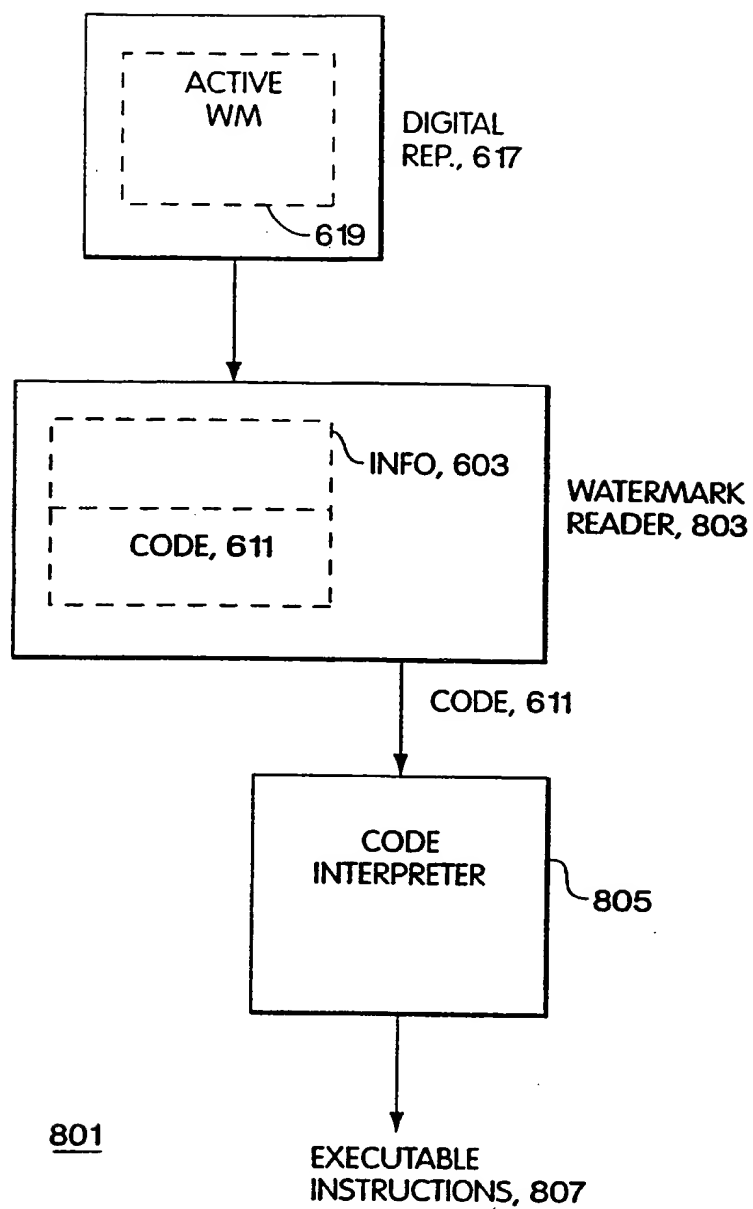 ACTIVE
WM
DIGITAL
REP., 617
619
INFO, 603
CODE, 611
WATERMARK
READER, 803
CODE, 611
CODE
INTERPRETER
805
801
EXECUTABLE
INSTRUCTIONS, 807